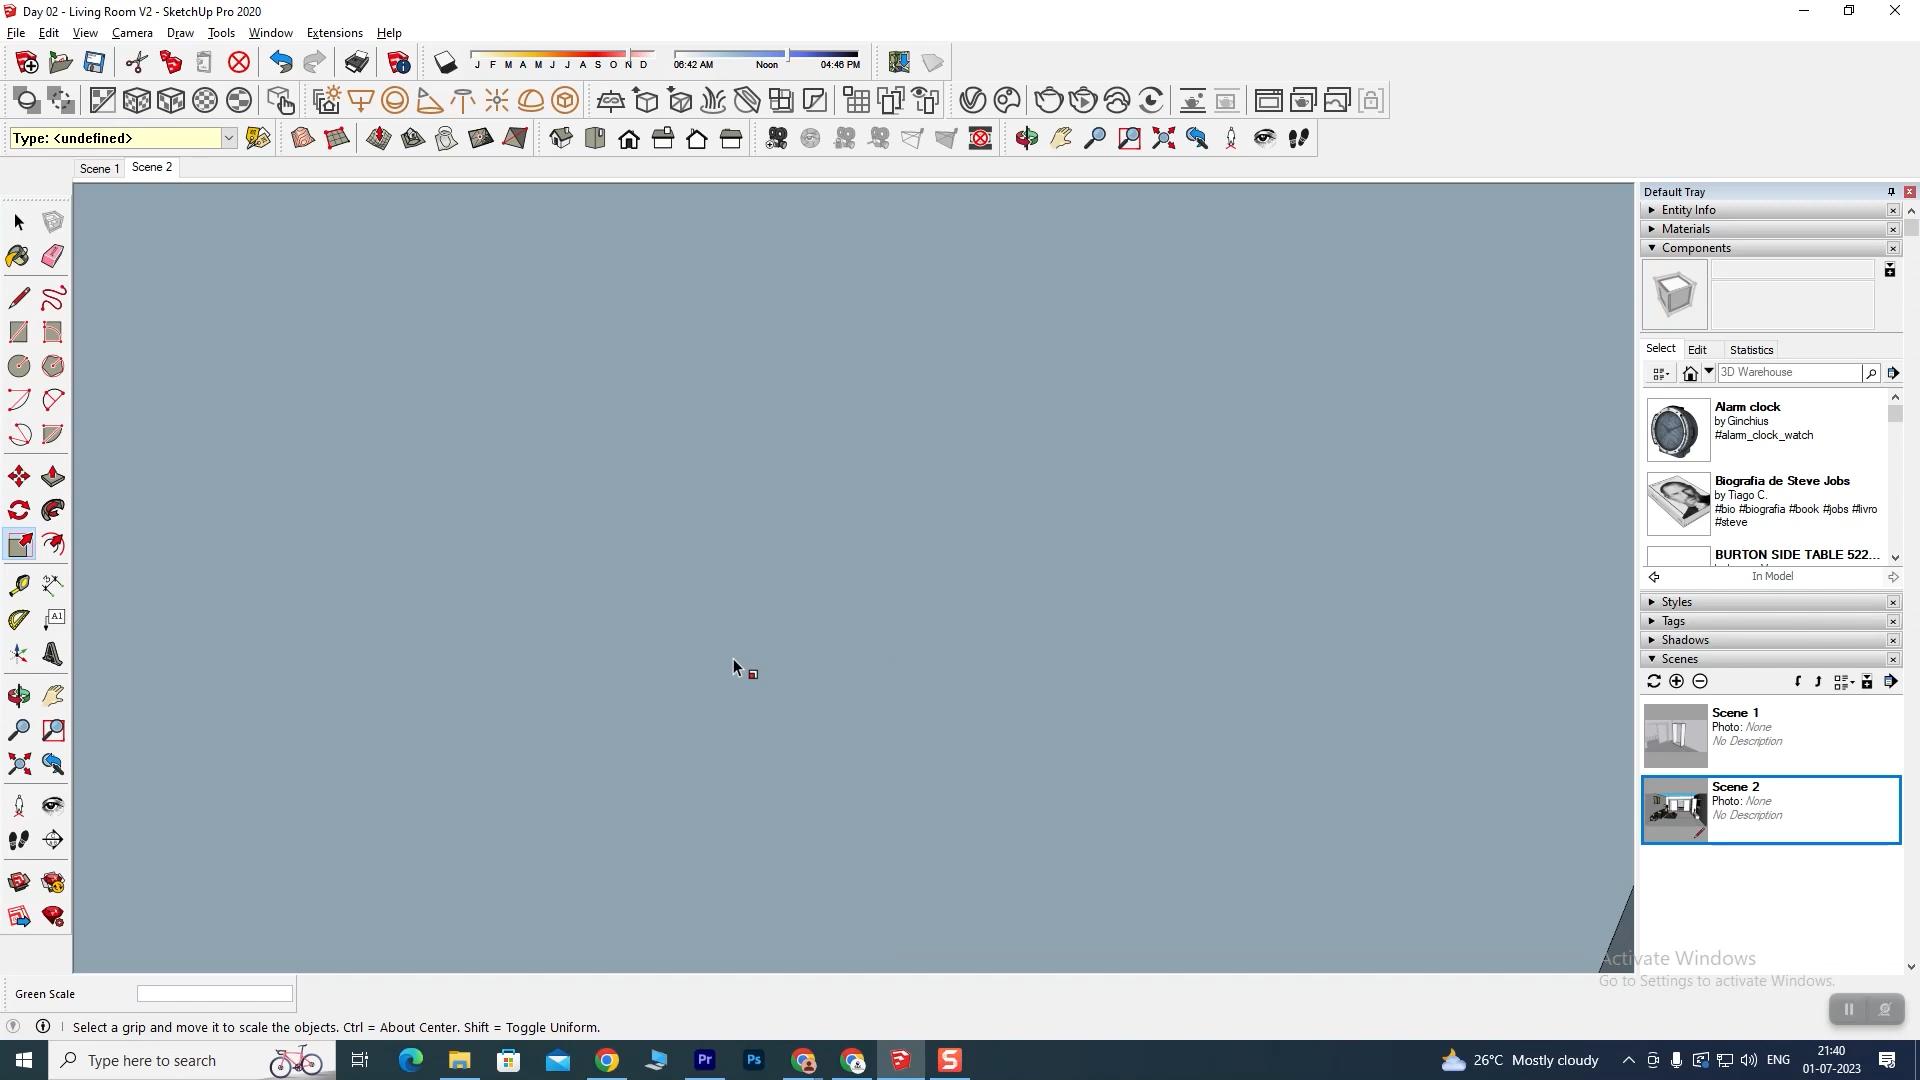 Day 02 - Living Room V2 - SketchUp Pro 2020
File Edit View Camera Draw Tools Window Extensions Help
J F M A M J J A S O N D 06:42 AM Noon 04:46 PM
Type: <undefined>
Scene 1 Scene 2
Default Tray
Entity Info
Materials
Components
Select Edit Statistics
3D Warehouse
Alarm clock
by Ginchius
#alarm_clock_watch
Biografia de Steve Jobs
by Tiago C.
#bio #biografia #book #jobs #livro
#steve
BURTON SIDE TABLE 522...
In Model
Styles
Tags
Shadows
Scenes
Scene 1
Photo: None
No Description
Scene 2
Photo: None
No Description
Activate Windows
Go to Settings to activate Windows.
Green Scale
Select a grip and move it to scale the objects. Ctrl = About Center. Shift = Toggle Uniform.
Type here to search
Pr
Ps
26°C Mostly cloudy
ENG
21:40
01-07-2023